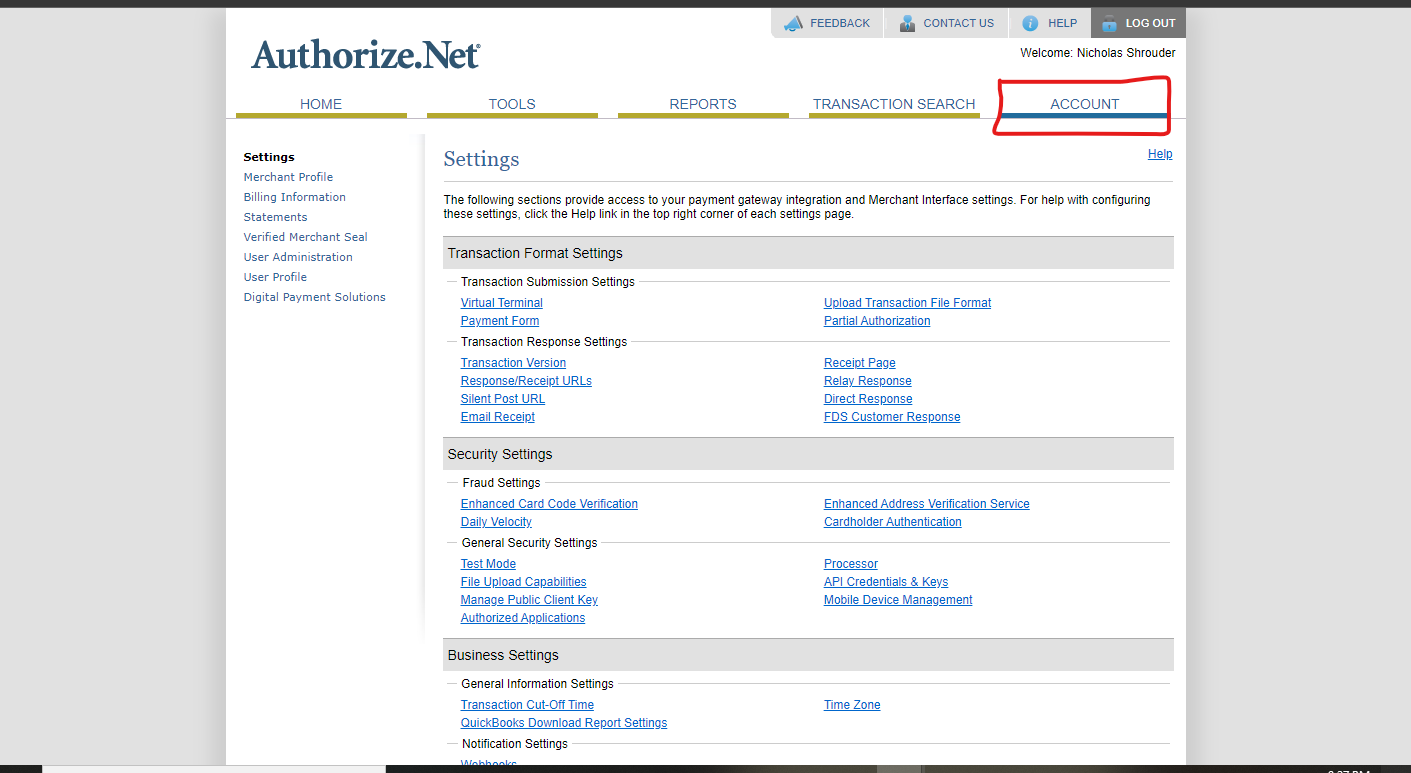 FEEDBACK CONTACT US HELP LOG OUT
Authorize.Net®
Welcome: Nicholas Shrouder
HOME TOOLS REPORTS TRANSACTION SEARCH ACCOUNT
Settings
Merchant Profile
Billing Information
Statements
Verified Merchant Seal
User Administration
User Profile
Digital Payment Solutions
Settings
Help
The following sections provide access to your payment gateway integration and Merchant Interface settings. For help with configuring
these settings, click the Help link in the top right corner of each settings page.
Transaction Format Settings
Transaction Submission Settings
Virtual Terminal Upload Transaction File Format
Payment Form Partial Authorization
Transaction Response Settings
Transaction Version Receipt Page
Response/Receipt URLs Relay Response
Silent Post URL Direct Response
Email Receipt FDS Customer Response
Security Settings
Fraud Settings
Enhanced Card Code Verification Enhanced Address Verification Service
Daily Velocity Cardholder Authentication
General Security Settings
Test Mode Processor
File Upload Capabilities API Credentials & Keys
Manage Public Client Key Mobile Device Management
Authorized Applications
Business Settings
General Information Settings
Transaction Cut-Off Time Time Zone
QuickBooks Download Report Settings
Notification Settings
Webhooks